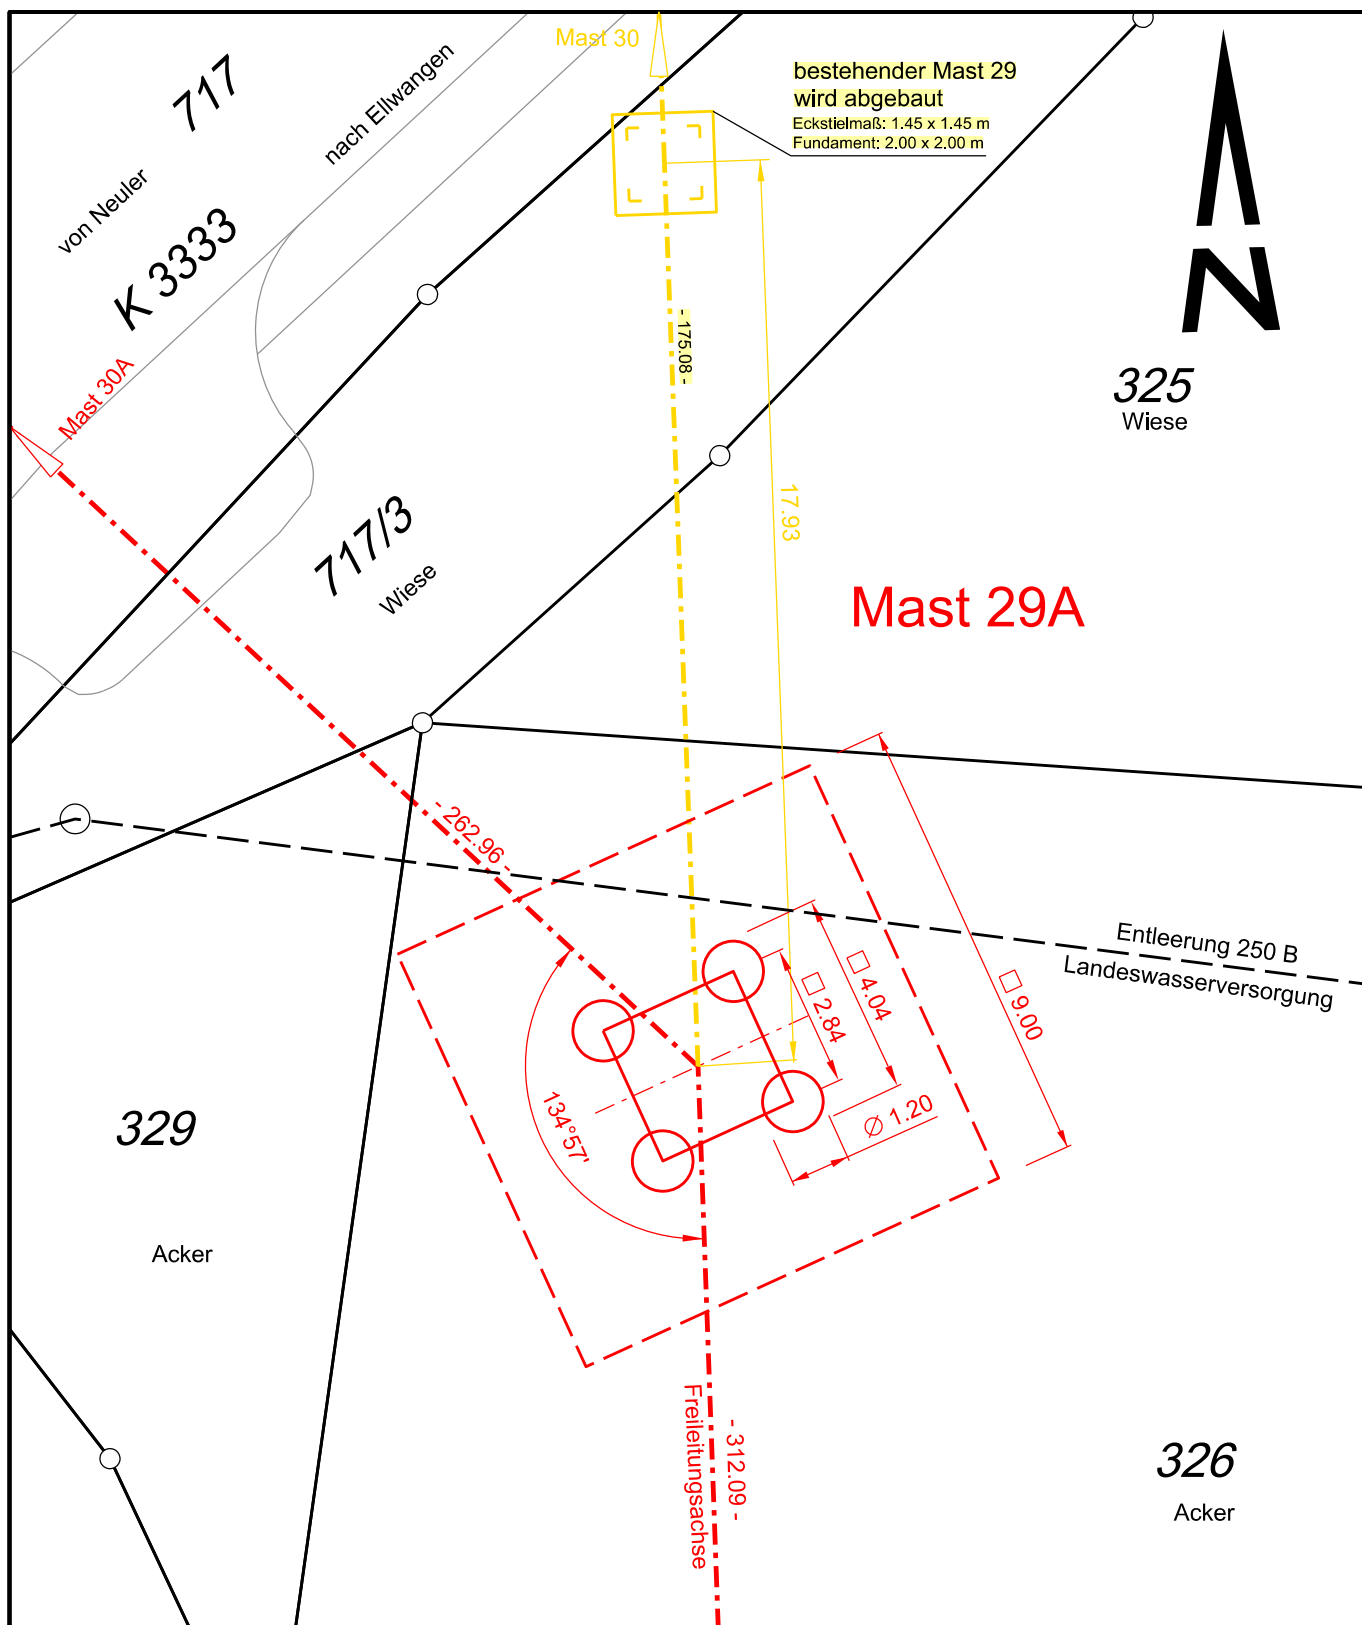 Mast 30
717
nach Ellwangen
bestehender Mast 29
wird abgebaut
Eckstielmaß: 1.45 x 1.45 m
Fundament: 2.00 x 2.00 m
von Neuler
K 3333
N
- 175.08 -
Mast 30A
325
Wiese
17.93
717/3
Wiese
Mast 29A
- 262.96 -
Entleerung 250 B
Landeswasserversorgung
□ 9.00
□ 4.04
□ 2.84
∅ 1.20
134°57'
329
Acker
Freileitungsachse
- 312.09 -
326
Acker